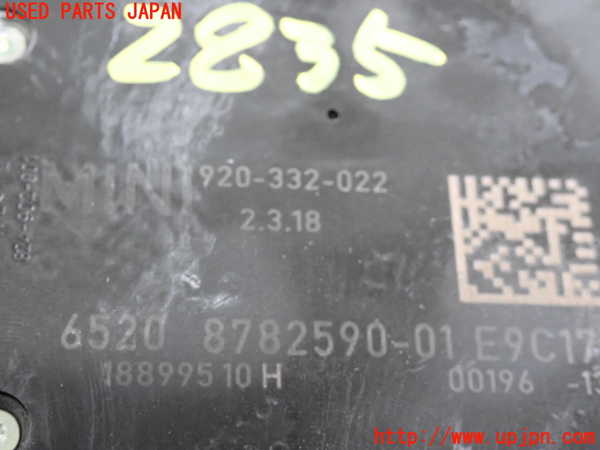 USED PARTS JAPAN
2835
MINI 920-332-022
2.3.18
6520 8782590-01 E9C17
18899510H 00196 -13
http://www.upjpn.com/